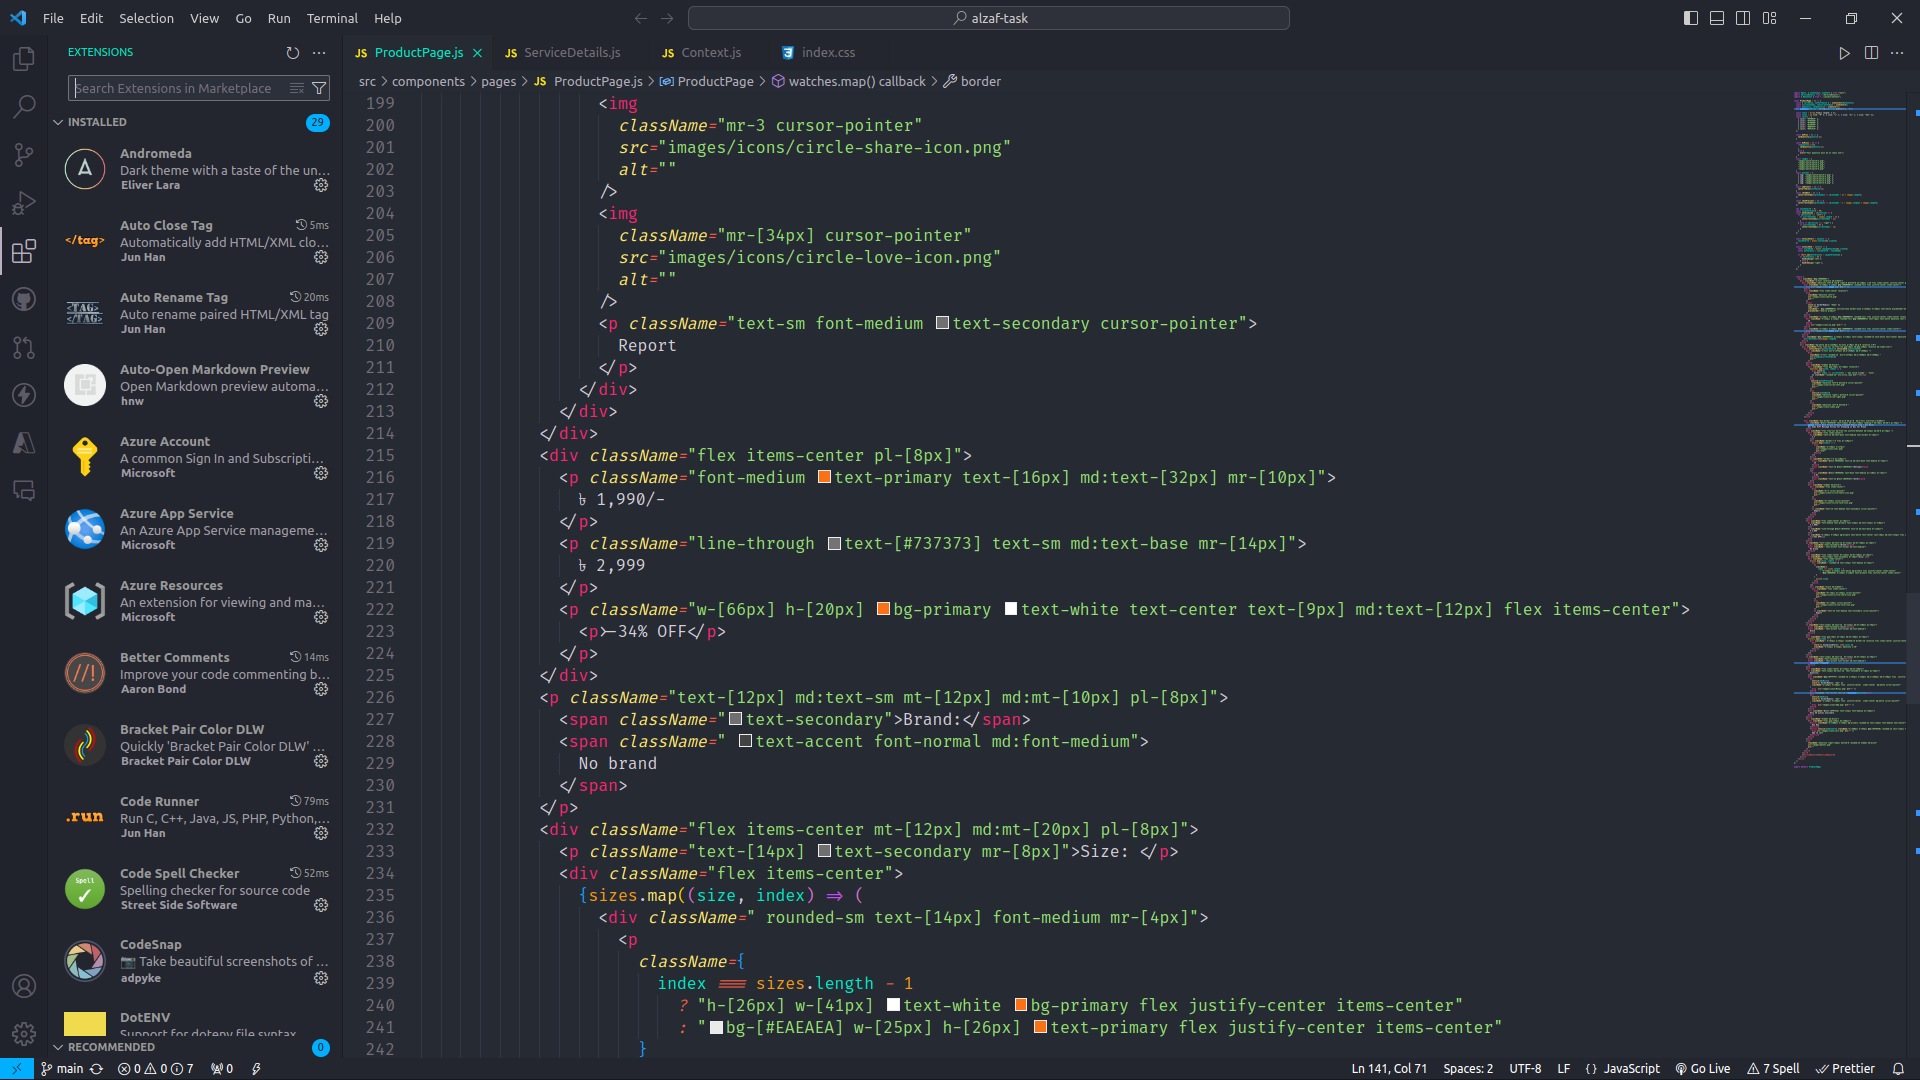 File Edit Selection View Go Run Terminal Help
alzaf-task
EXTENSIONS
Search Extensions in Marketplace
INSTALLED 29
Andromeda
Dark theme with a taste of the un...
Eliver Lara
Auto Close Tag 5ms
</tag>
Automatically add HTML/XML clo...
Jun Han
Auto Rename Tag 20ms
<TAG>
</TAG>
Auto rename paired HTML/XML tag
Jun Han
Auto-Open Markdown Preview
Open Markdown preview automa...
hnw
Azure Account
A common Sign In and Subscripti...
Microsoft
Azure App Service
An Azure App Service manageme...
Microsoft
Azure Resources
An extension for viewing and ma...
Microsoft
Better Comments 14ms
//!
Improve your code commenting b...
Aaron Bond
Bracket Pair Color DLW
Quickly 'Bracket Pair Color DLW' ...
Bracket Pair Color DLW
Code Runner 79ms
.run
Run C, C++, Java, JS, PHP, Python,...
Jun Han
Code Spell Checker 52ms
Spell
Spelling checker for source code
Street Side Software
CodeSnap
📷 Take beautiful screenshots of ...
adpyke
DotENV
Support for dotenv file syntax
RECOMMENDED 0
JS ProductPage.js JS ServiceDetails.js JS Context.js index.css
src > components > pages > JS ProductPage.js > ProductPage > watches.map() callback > border
199 <img
200 className="mr-3 cursor-pointer"
201 src="images/icons/circle-share-icon.png"
202 alt=""
203 />
204 <img
205 className="mr-[34px] cursor-pointer"
206 src="images/icons/circle-love-icon.png"
207 alt=""
208 />
209 <p className="text-sm font-medium text-secondary cursor-pointer">
210 Report
211 </p>
212 </div>
213 </div>
214 </div>
215 <div className="flex items-center pl-[8px]">
216 <p className="font-medium text-primary text-[16px] md:text-[32px] mr-[10px]">
217 ৳ 1,990/-
218 </p>
219 <p className="line-through text-[#737373] text-sm md:text-base mr-[14px]">
220 ৳ 2,999
221 </p>
222 <p className="w-[66px] h-[20px] bg-primary text-white text-center text-[9px] md:text-[12px] flex items-center">
223 <p>-34% OFF</p>
224 </p>
225 </div>
226 <p className="text-[12px] md:text-sm mt-[12px] md:mt-[10px] pl-[8px]">
227 <span className="text-secondary">Brand:</span>
228 <span className=" text-accent font-normal md:font-medium">
229 No brand
230 </span>
231 </p>
232 <div className="flex items-center mt-[12px] md:mt-[20px] pl-[8px]">
233 <p className="text-[14px] text-secondary mr-[8px]">Size: </p>
234 <div className="flex items-center">
235 {sizes.map((size, index) => (
236 <div className=" rounded-sm text-[14px] font-medium mr-[4px]">
237 <p
238 className={
239 index === sizes.length - 1
240 ? "h-[26px] w-[41px] text-white bg-primary flex justify-center items-center"
241 : "bg-[#EAEAEA] w-[25px] h-[26px] text-primary flex justify-center items-center"
242 }
main 0 0 7 0
Ln 141, Col 71 Spaces: 2 UTF-8 LF {} JavaScript Go Live 7 Spell Prettier